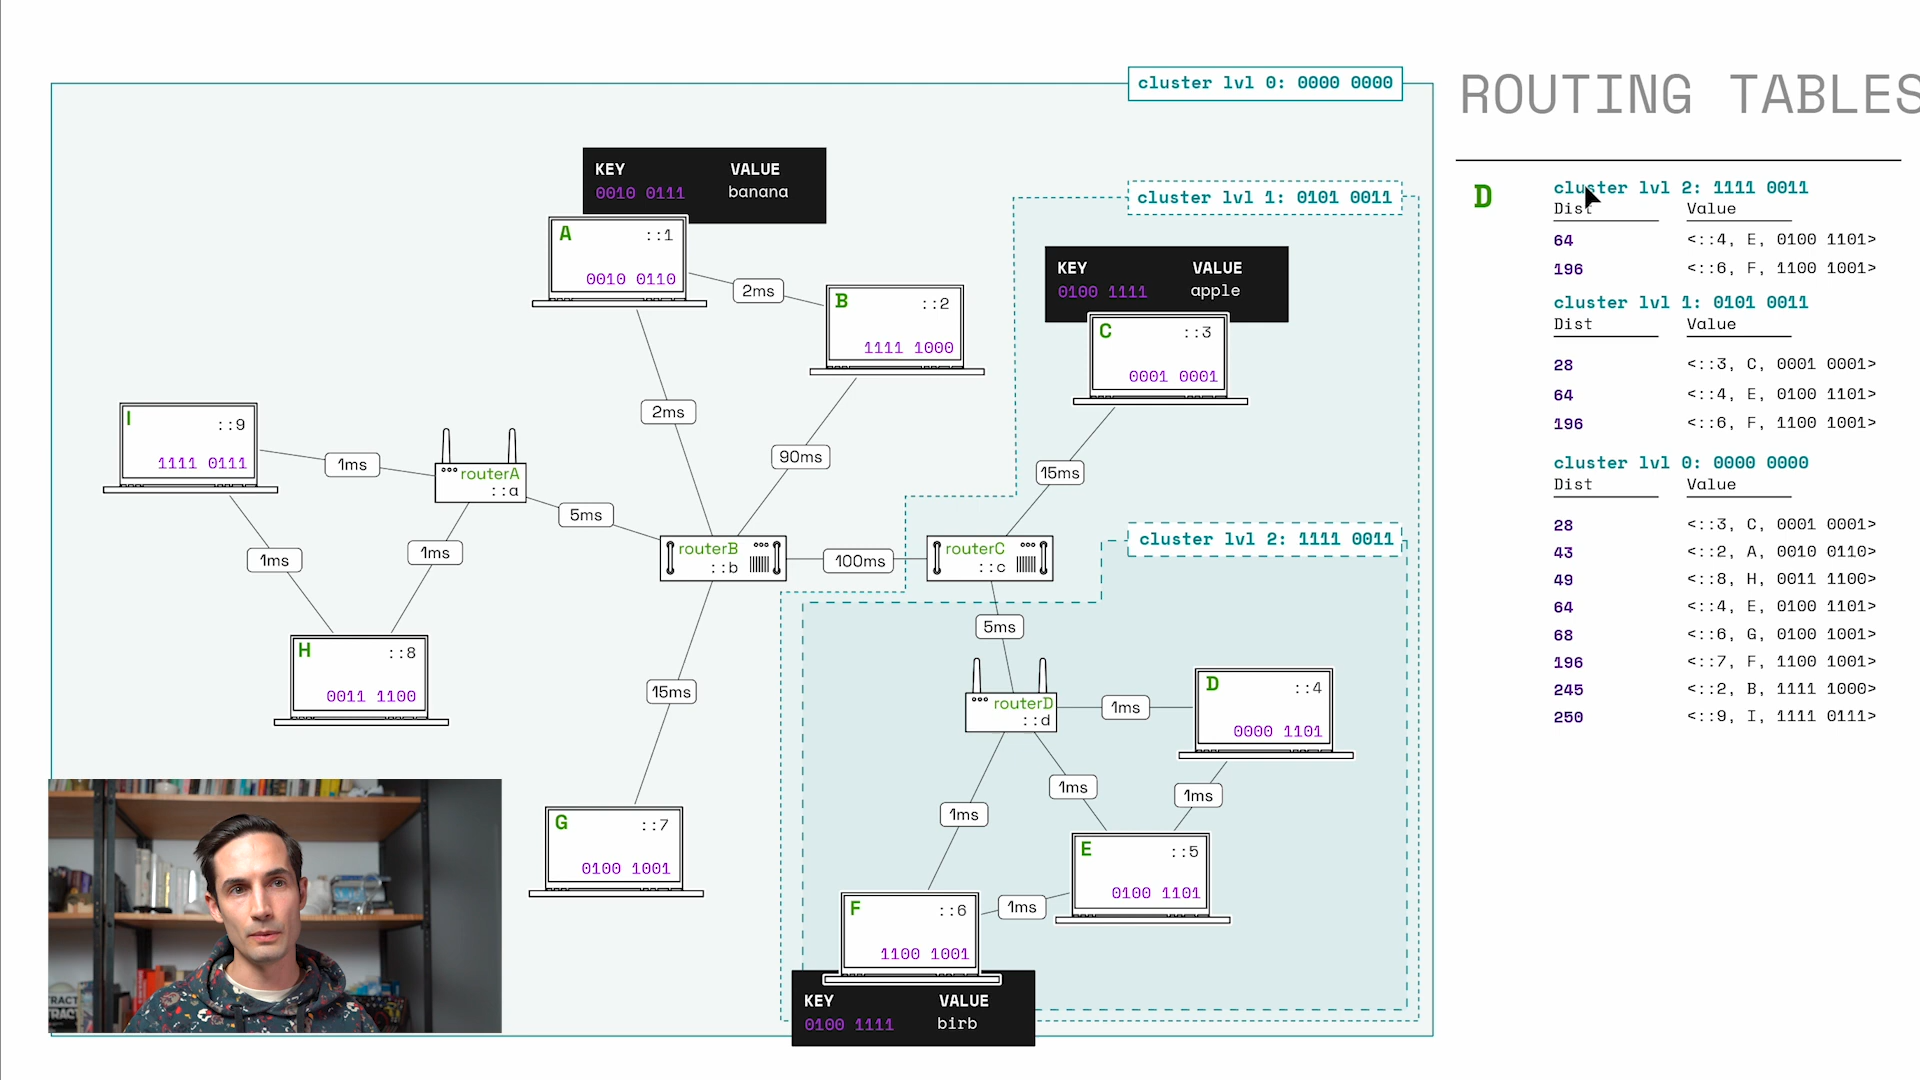 cluster lvl 0: 0000 0000
KEY VALUE
0010 0111 banana
A ::1
0010 0110
2ms
B ::2
1111 1000
cluster lvl 1: 0101 0011
KEY VALUE
0100 1111 apple
C ::3
0001 0001
I ::9
1111 0111
1ms
routerA
::a
2ms
90ms
15ms
5ms
1ms
1ms
routerB
::b
100ms
routerC
::c
cluster lvl 2: 1111 0011
5ms
H ::8
0011 1100
15ms
routerD
::d
1ms
D ::4
0000 1101
1ms
1ms
1ms
G ::7
0100 1001
E ::5
0100 1101
1ms
F ::6
1100 1001
KEY VALUE
0100 1111 birb
TRACT
TRACT
ROUTING TABLES
D
cluster lvl 2: 1111 0011
Dist Value
64 <::4, E, 0100 1101>
196 <::6, F, 1100 1001>
cluster lvl 1: 0101 0011
Dist Value
28 <::3, C, 0001 0001>
64 <::4, E, 0100 1101>
196 <::6, F, 1100 1001>
cluster lvl 0: 0000 0000
Dist Value
28 <::3, C, 0001 0001>
43 <::2, A, 0010 0110>
49 <::8, H, 0011 1100>
64 <::4, E, 0100 1101>
68 <::6, G, 0100 1001>
196 <::7, F, 1100 1001>
245 <::2, B, 1111 1000>
250 <::9, I, 1111 0111>